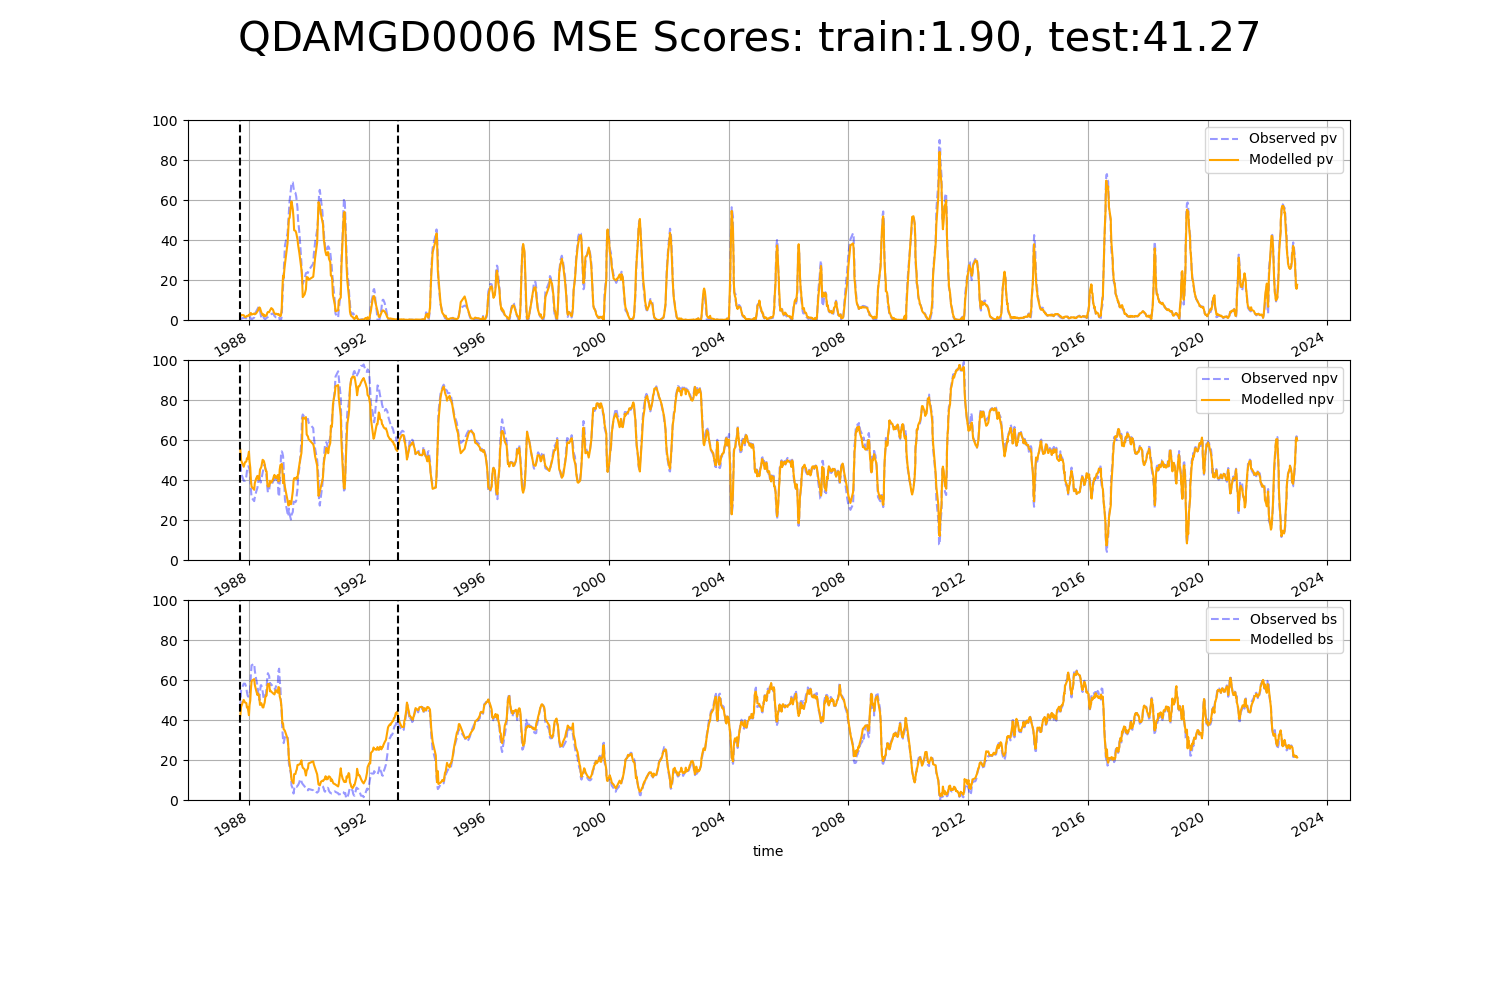 QDAMGD0006 MSE Scores: train:1.90, test:41.27
100
80
60
40
20
0
Observed pv
Modelled pv
1988 1992 1996 2000 2004 2008 2012 2016 2020 2024
100
80
60
40
20
0
Observed npv
Modelled npv
1988 1992 1996 2000 2004 2008 2012 2016 2020 2024
100
80
60
40
20
0
Observed bs
Modelled bs
1988 1992 1996 2000 2004 2008 2012 2016 2020 2024
time